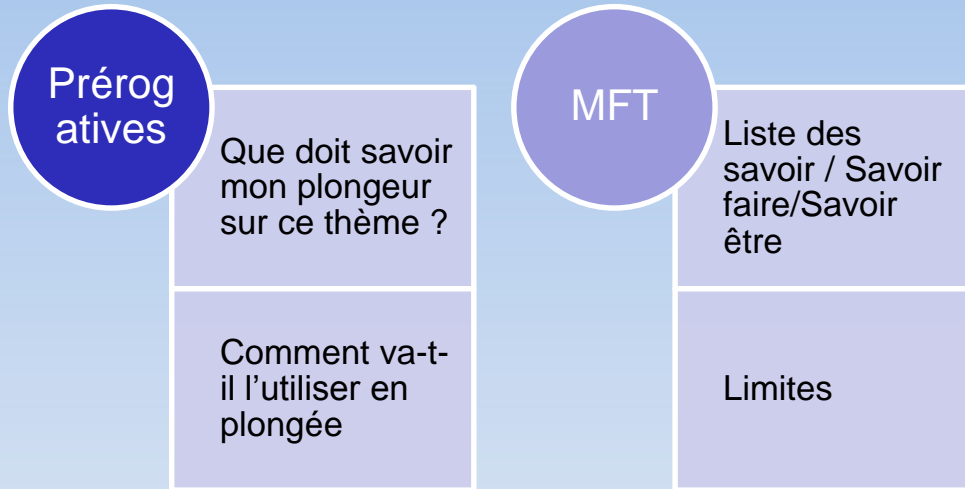 Prérog
atives
Que doit savoir
mon plongeur
sur ce thème ?
Comment va-t-
il l’utiliser en
plongée
MFT
Liste des
savoir / Savoir
faire/Savoir
être
Limites